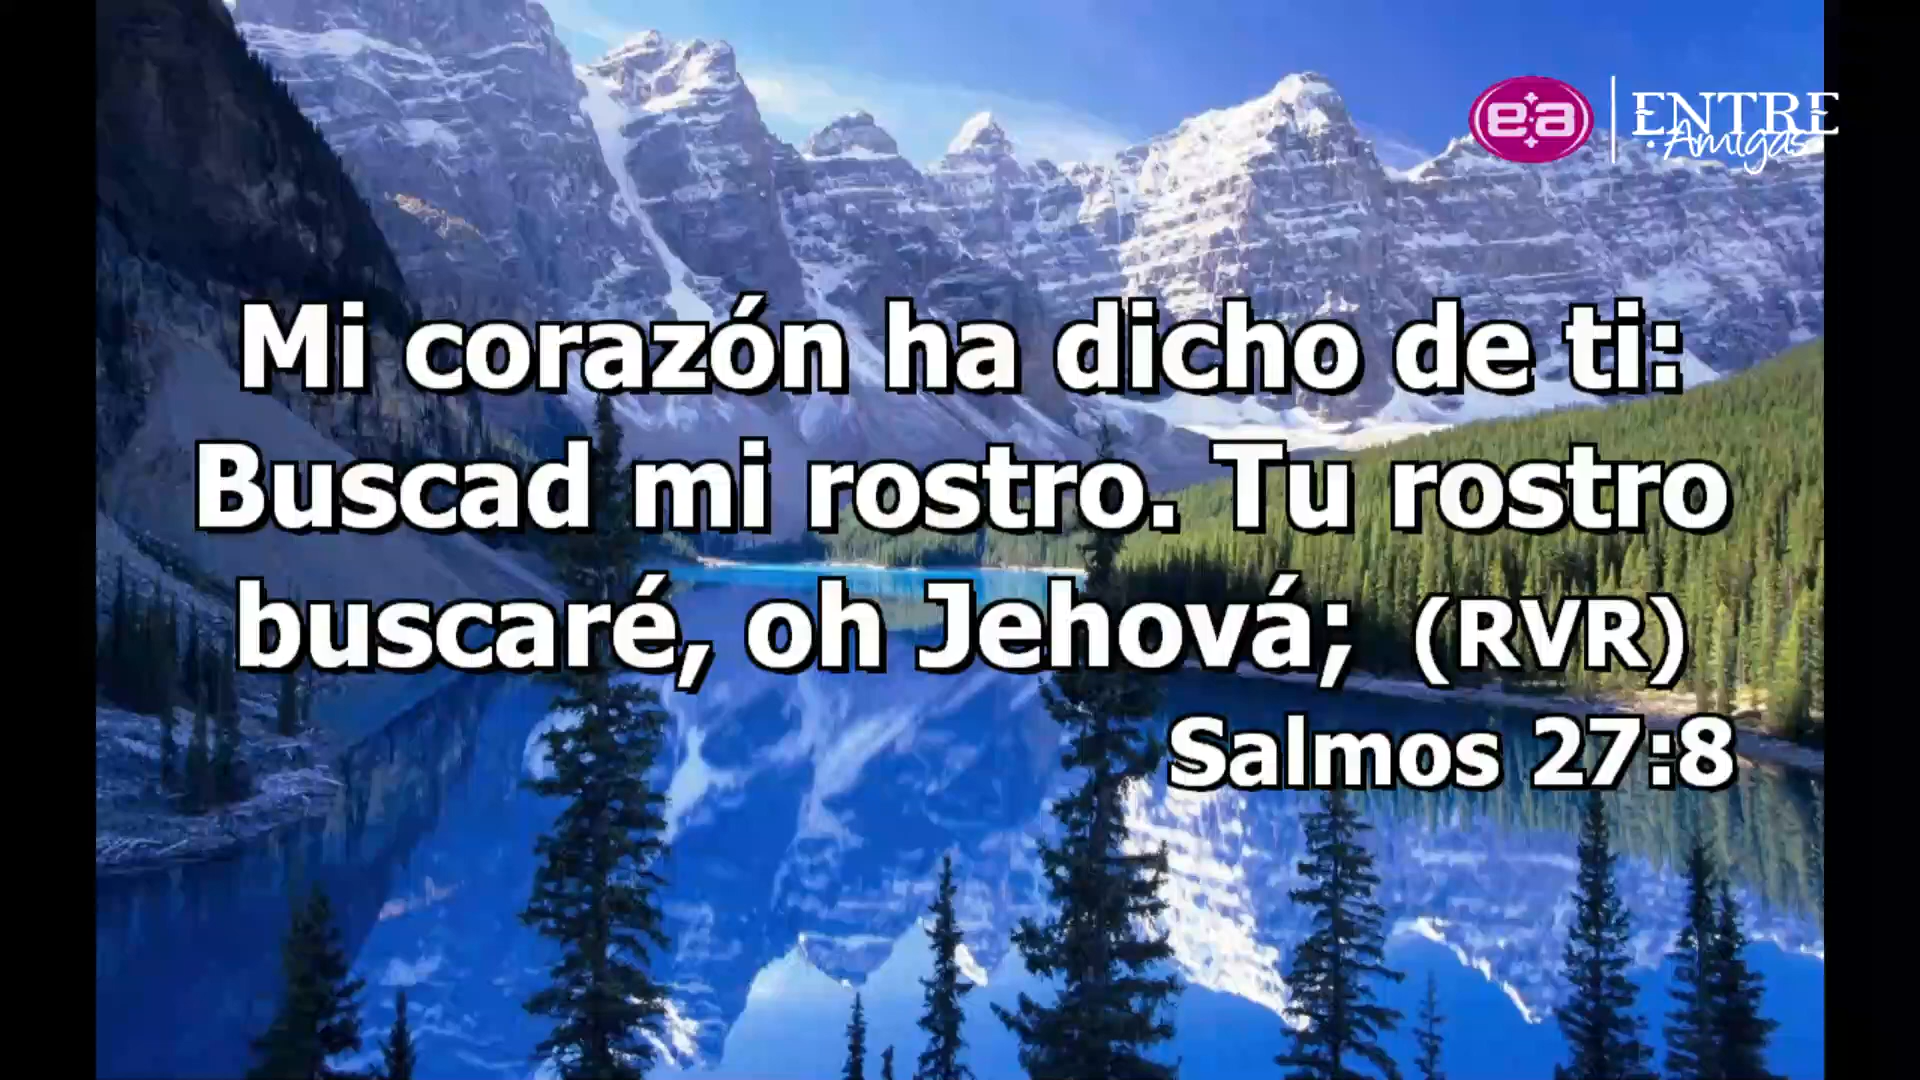 ea ENTRE
Amigas
Mi corazón ha dicho de ti:
Buscad mi rostro. Tu rostro
buscaré, oh Jehová; (RVR)
Salmos 27:8